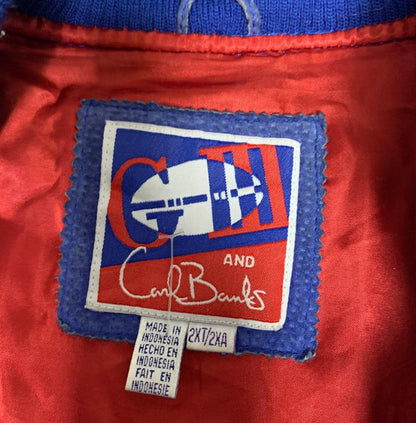 G III
AND
Carl Banks
MADE IN
INDONESIA
HECHO EN
INDONESIA
FAIT EN
INDONESIE
2XT/2XA